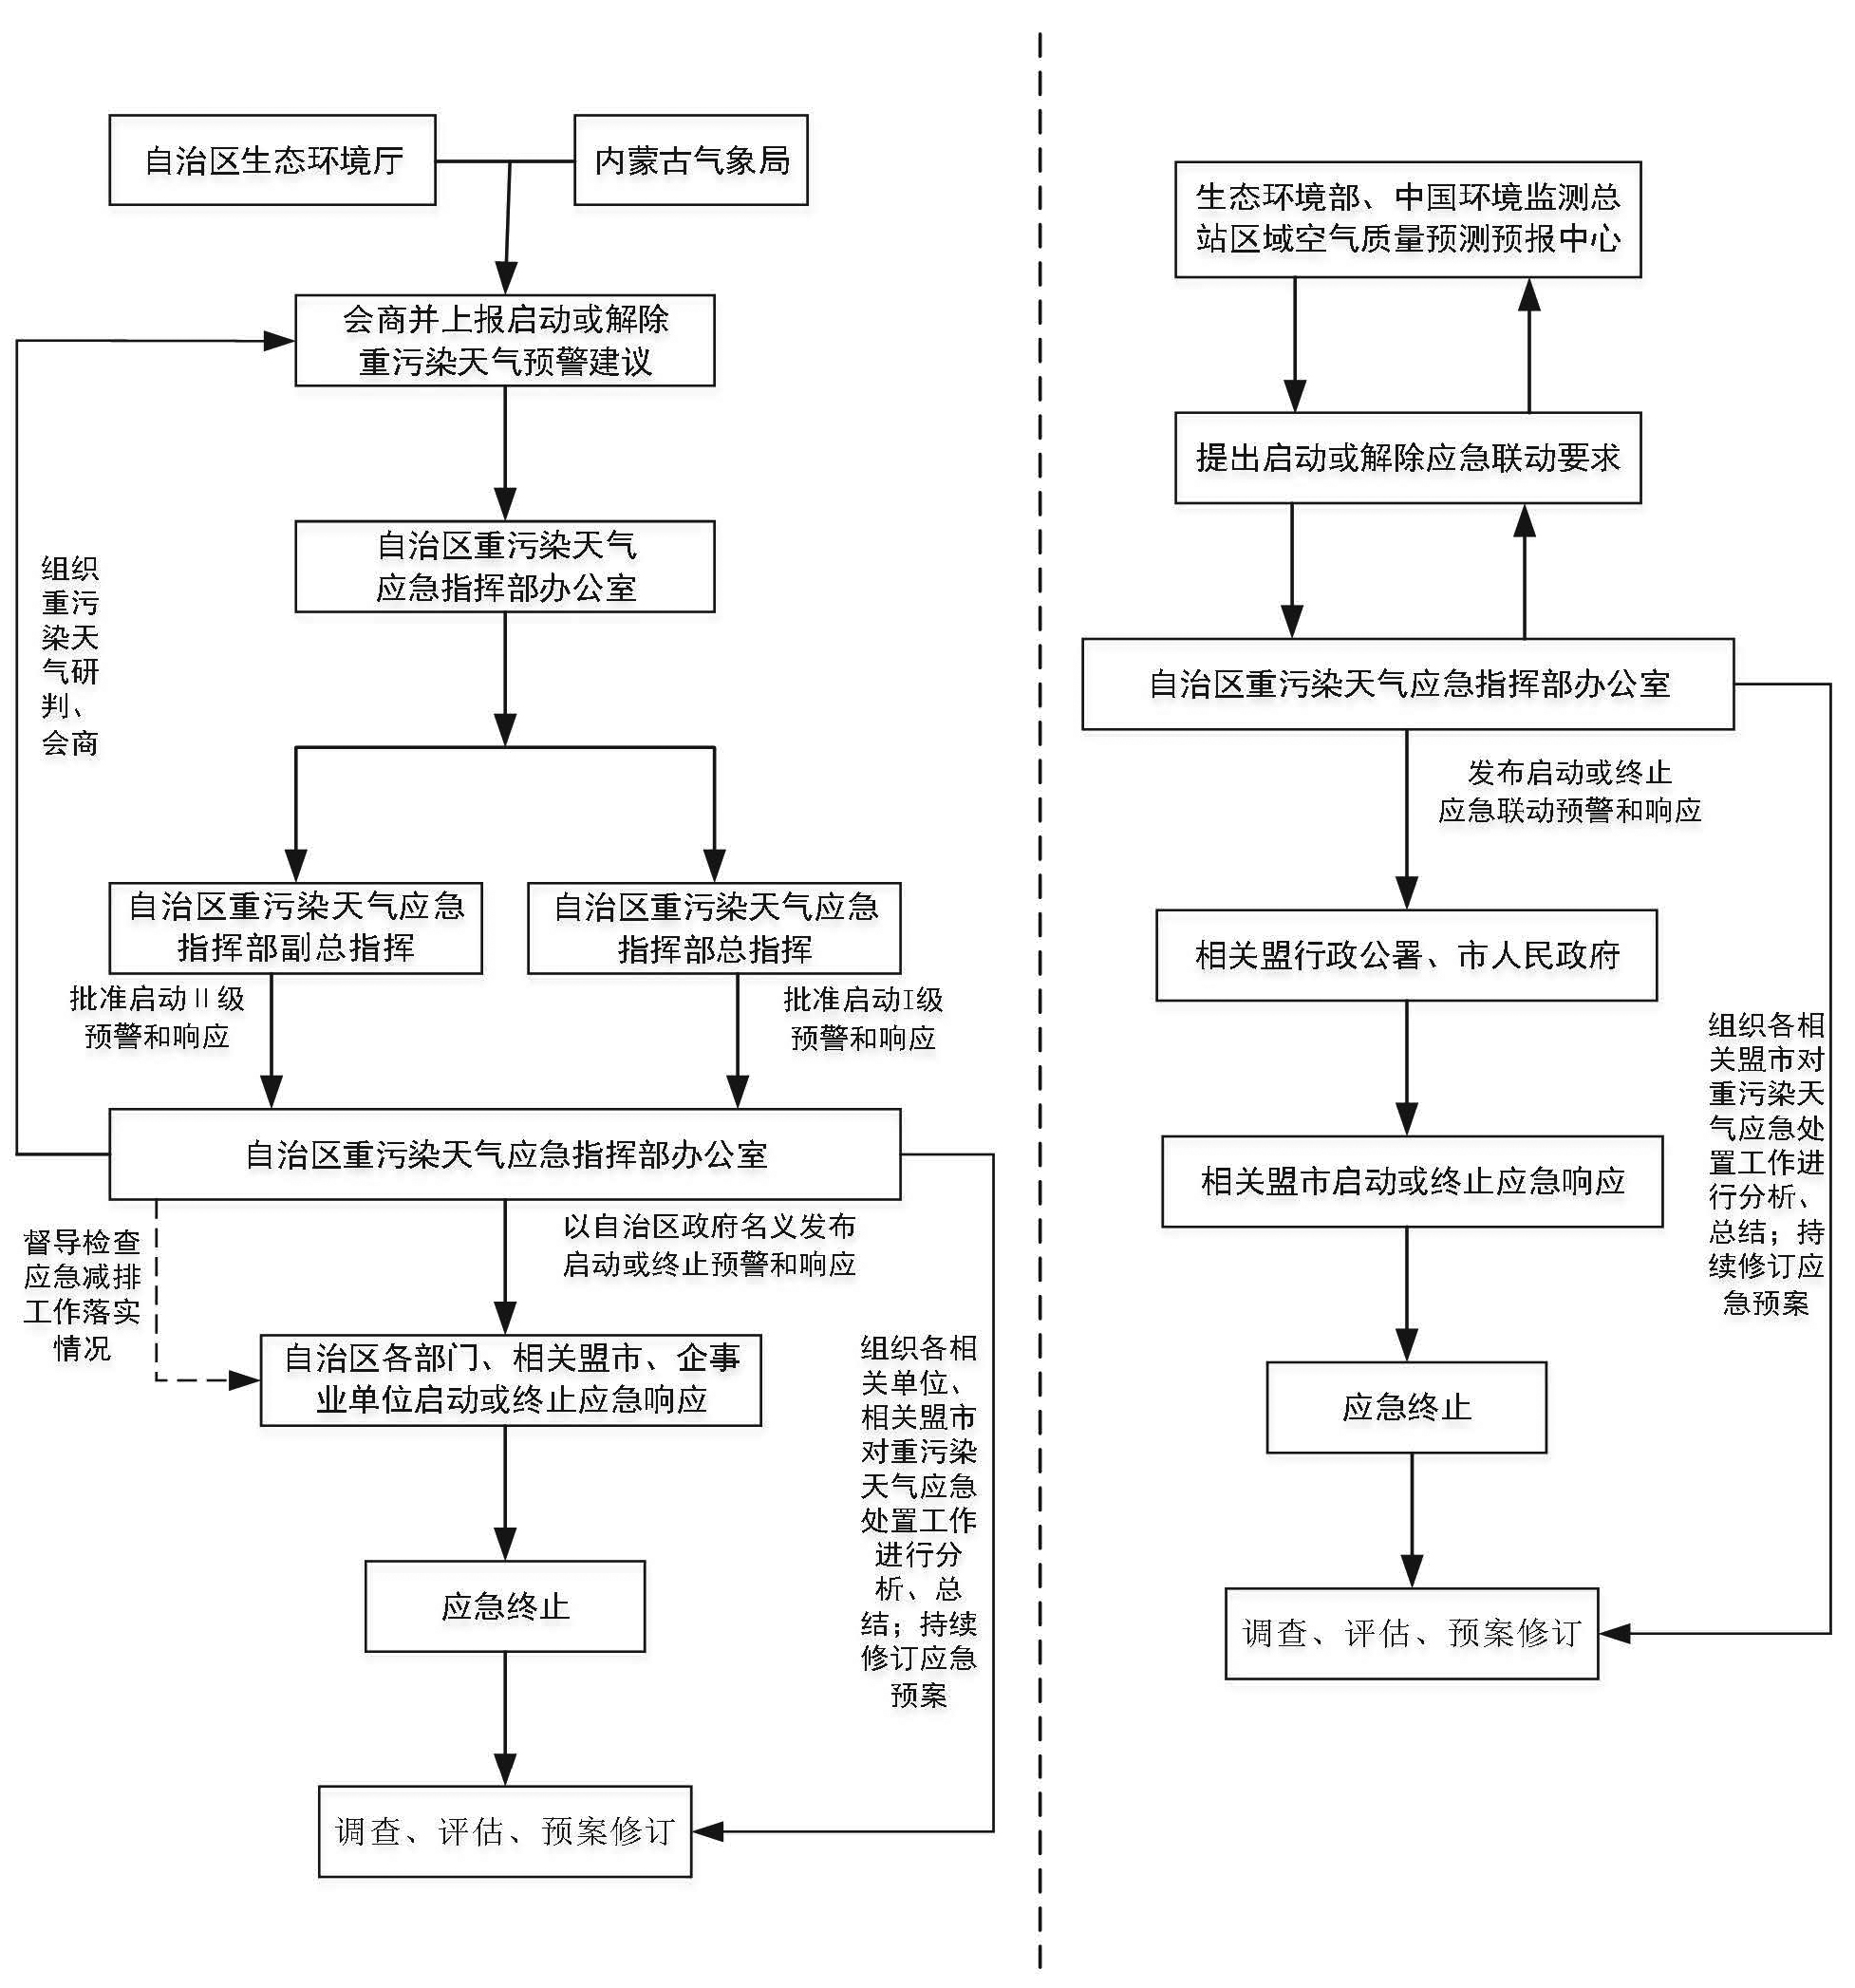 自治区生态环境厅
内蒙古气象局
会商并上报启动或解除
重污染天气预警建议
自治区重污染天气
应急指挥部办公室
组织
重污
染天
气研
判、
会商
自治区重污染天气应急
指挥部副总指挥
自治区重污染天气应急
指挥部总指挥
批准启动Ⅱ级
预警和响应
批准启动Ⅰ级
预警和响应
自治区重污染天气应急指挥部办公室
督导检查
应急减排
工作落实
情况
以自治区政府名义发布
启动或终止预警和响应
自治区各部门、相关盟市、企事
业单位启动或终止应急响应
组织各相
关单位、
相关盟市
对重污染
天气应急
处置工作
进行分
析、总
结；持续
修订应急
预案
应急终止
调查、评估、预案修订
生态环境部、中国环境监测总
站区域空气质量预测预报中心
提出启动或解除应急联动要求
自治区重污染天气应急指挥部办公室
发布启动或终止
应急联动预警和响应
相关盟行政公署、市人民政府
相关盟市启动或终止应急响应
组织各相
关盟市对
重污染天
气应急处
置工作进
行分析、
总结；持
续修订应
急预案
应急终止
调查、评估、预案修订